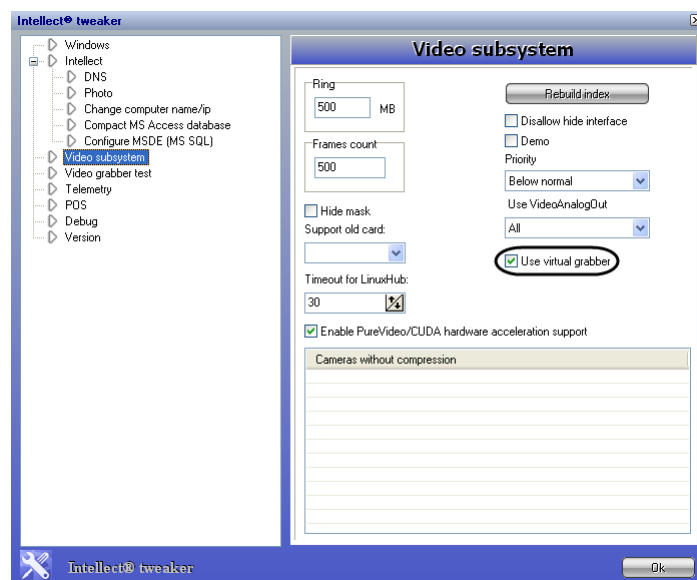 Intellect® tweaker
Windows
Intellect
DNS
Photo
Change computer name/ip
Compact MS Access database
Configure MSDE (MS SQL)
Video subsystem
Video grabber test
Telemetry
POS
Debug
Version
Video subsystem
Ring
500 MB
Frames count
500
Hide mask
Support old card:
Timeout for LinuxHub:
30
Rebuild index
Disallow hide interface
Demo
Priority
Below normal
Use VideoAnalogOut
All
Use virtual grabber
Enable PureVideo/CUDA hardware acceleration support
Cameras without compression
Intellect® tweaker
Ok